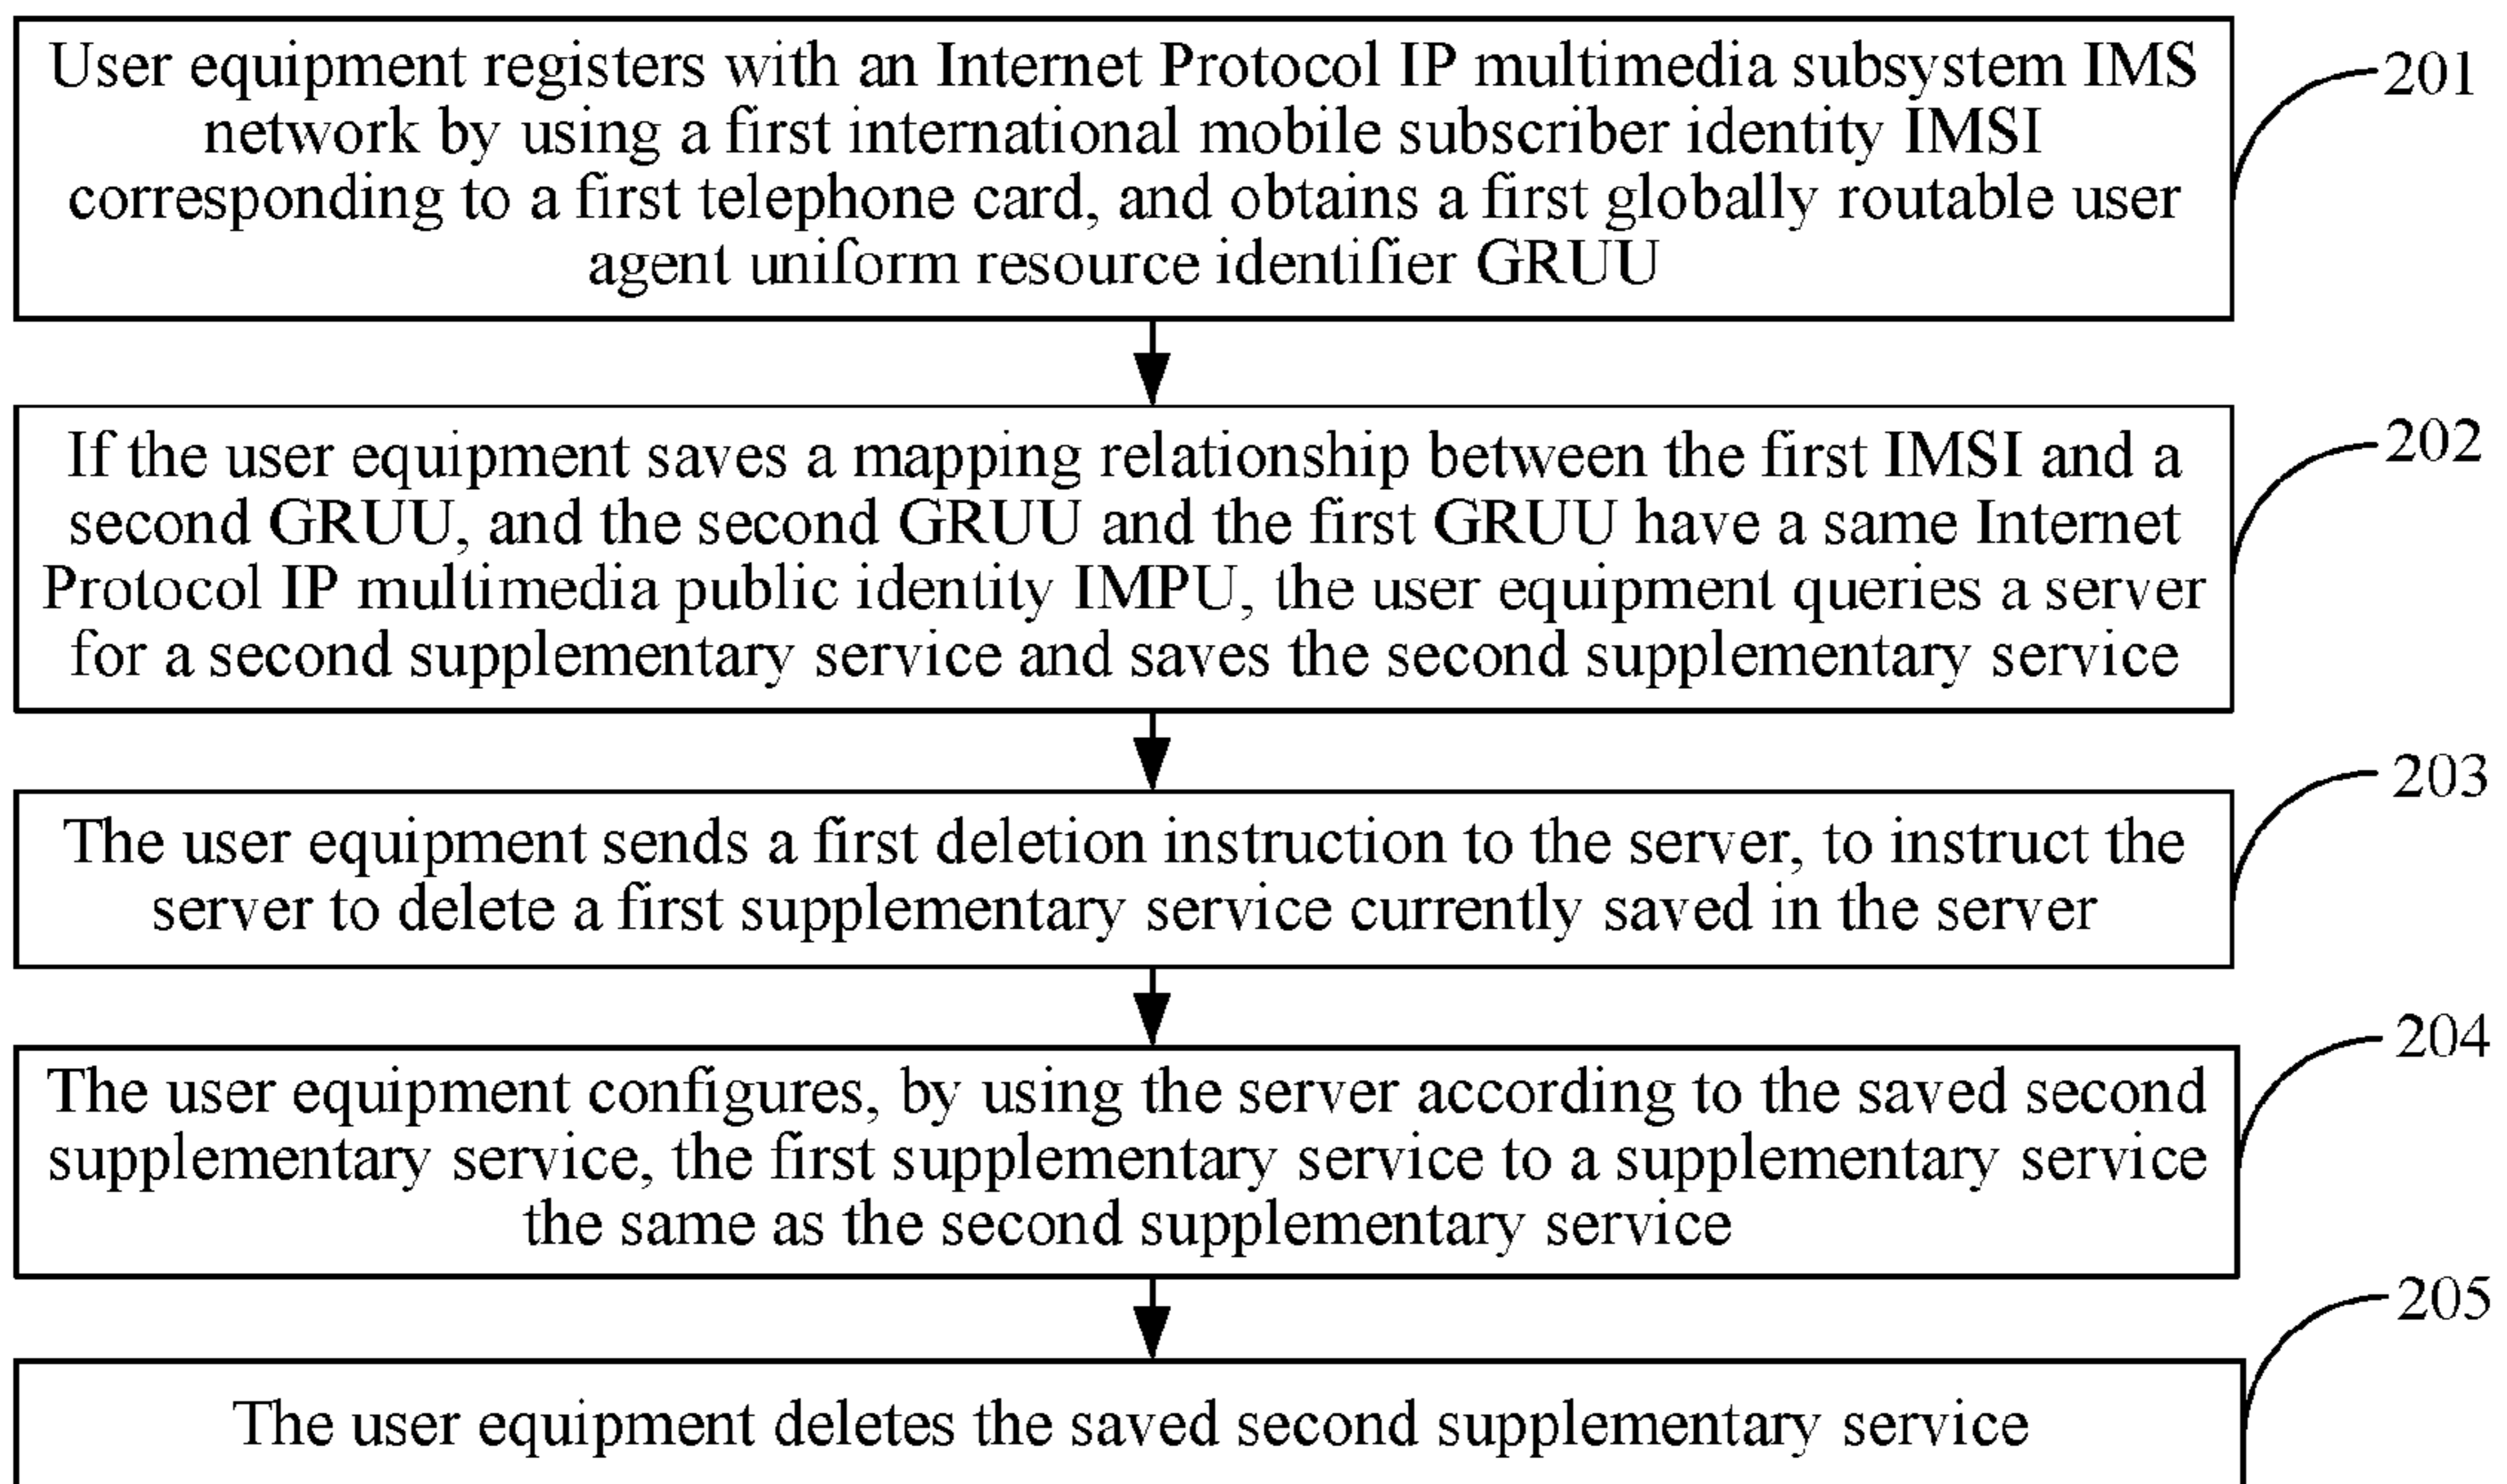 User equipment registers with an Internet Protocol IP multimedia subsystem IMS
network by using a first international mobile subscriber identity IMSI
corresponding to a first telephone card, and obtains a first globally routable user
agent uniform resource identifier GRUU
201
If the user equipment saves a mapping relationship between the first IMSI and a
second GRUU, and the second GRUU and the first GRUU have a same Internet
Protocol IP multimedia public identity IMPU, the user equipment queries a server
for a second supplementary service and saves the second supplementary service
202
The user equipment sends a first deletion instruction to the server, to instruct the
server to delete a first supplementary service currently saved in the server
203
The user equipment configures, by using the server according to the saved second
supplementary service, the first supplementary service to a supplementary service
the same as the second supplementary service
204
The user equipment deletes the saved second supplementary service
205